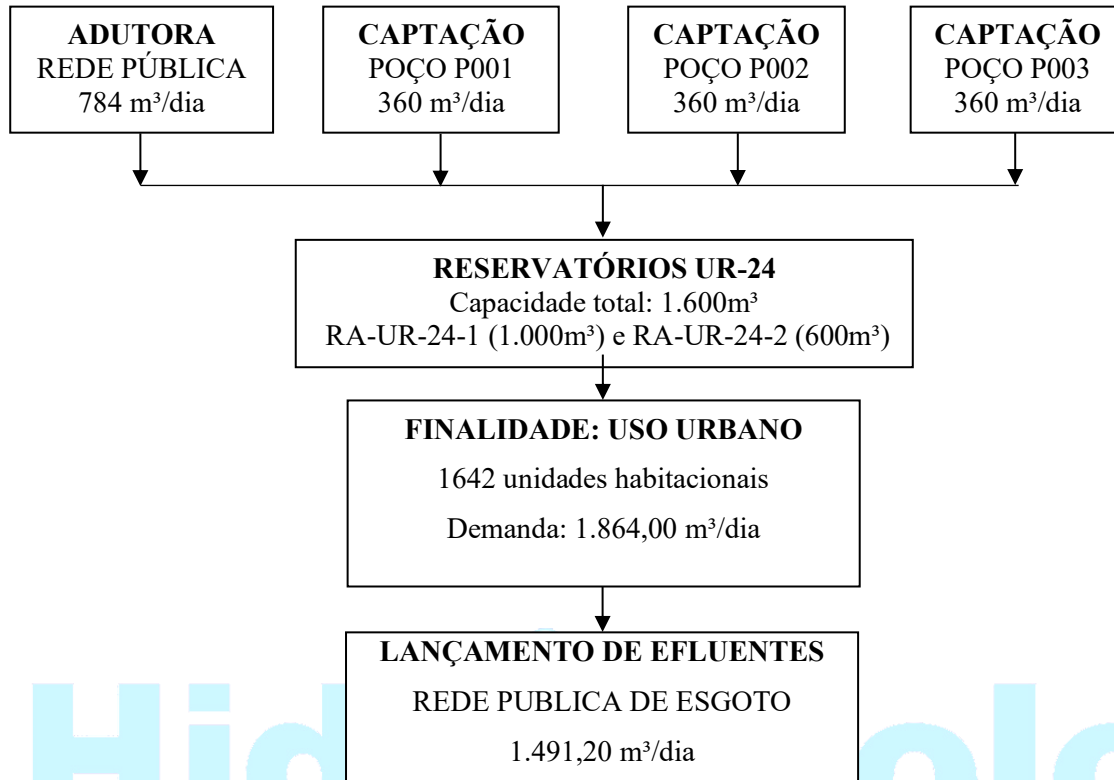 ADUTORA
REDE PÚBLICA
784 m³/dia
CAPTAÇÃO
POÇO P001
360 m³/dia
CAPTAÇÃO
POÇO P002
360 m³/dia
CAPTAÇÃO
POÇO P003
360 m³/dia
RESERVATÓRIOS UR-24
Capacidade total: 1.600m³
RA-UR-24-1 (1.000m³) e RA-UR-24-2 (600m³)
FINALIDADE: USO URBANO
1642 unidades habitacionais
Demanda: 1.864,00 m³/dia
LANÇAMENTO DE EFLUENTES
REDE PUBLICA DE ESGOTO
1.491,20 m³/dia